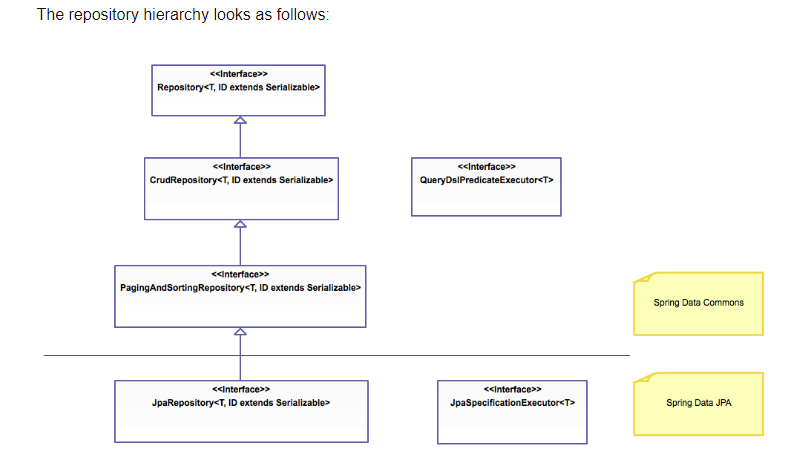 The repository hierarchy looks as follows:
<<Interface>>
Repository<T, ID extends Serializable>
<<Interface>>
CrudRepository<T, ID extends Serializable>
<<Interface>>
QueryDslPredicateExecutor<T>
<<Interface>>
PagingAndSortingRepository<T, ID extends Serializable>
Spring Data Commons
<<Interface>>
JpaRepository<T, ID extends Serializable>
<<Interface>>
JpaSpecificationExecutor<T>
Spring Data JPA